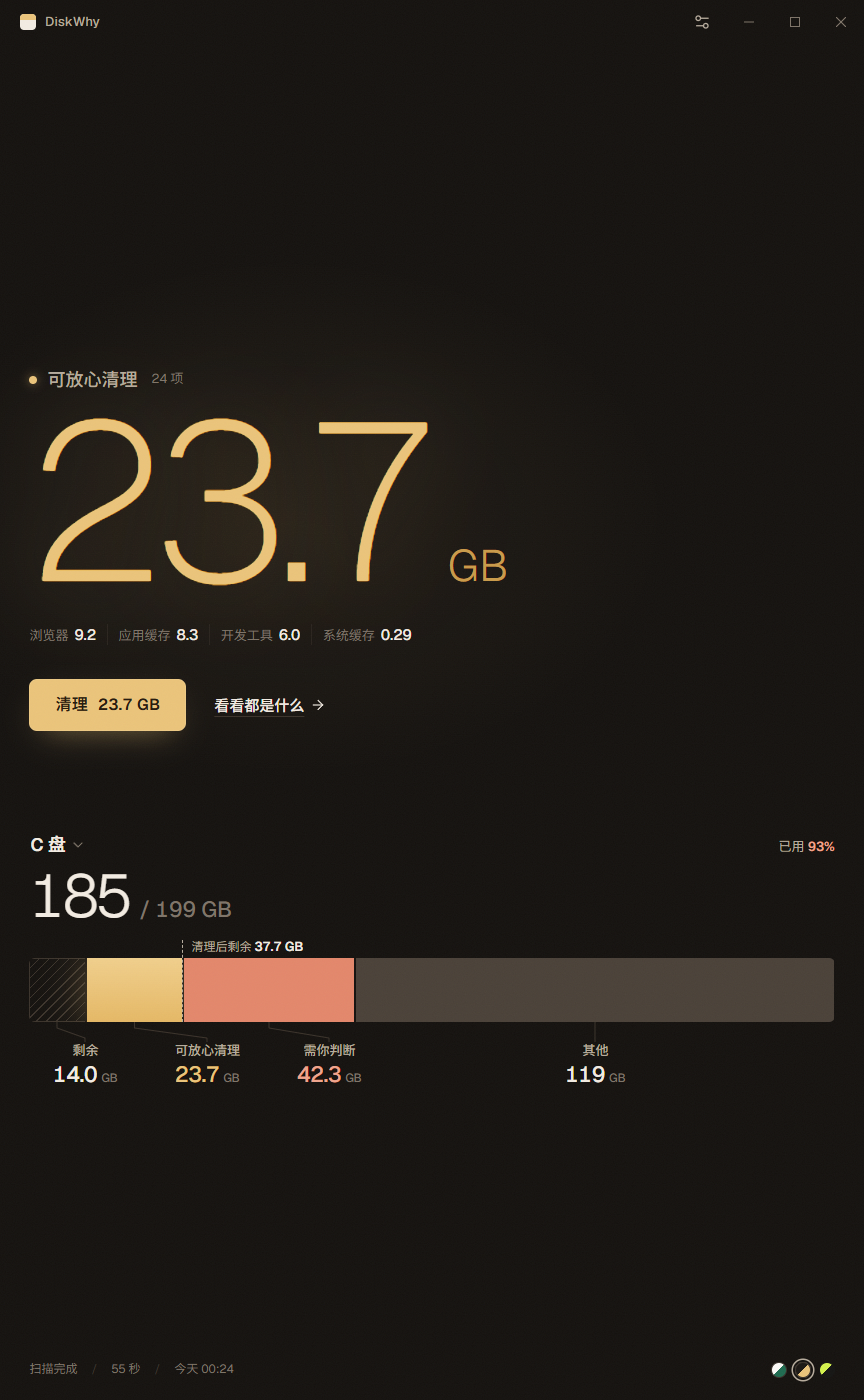 DiskWhy
可放心清理 24 项
23.7 GB
浏览器 9.2 应用缓存 8.3 开发工具 6.0 系统缓存 0.29
清理 23.7 GB 看看都是什么 →
C 盘 已用 93%
185 / 199 GB
清理后剩余 37.7 GB
剩余 可放心清理 需你判断 其他
14.0 GB 23.7 GB 42.3 GB 119 GB
扫描完成 / 55 秒 / 今天 00:24